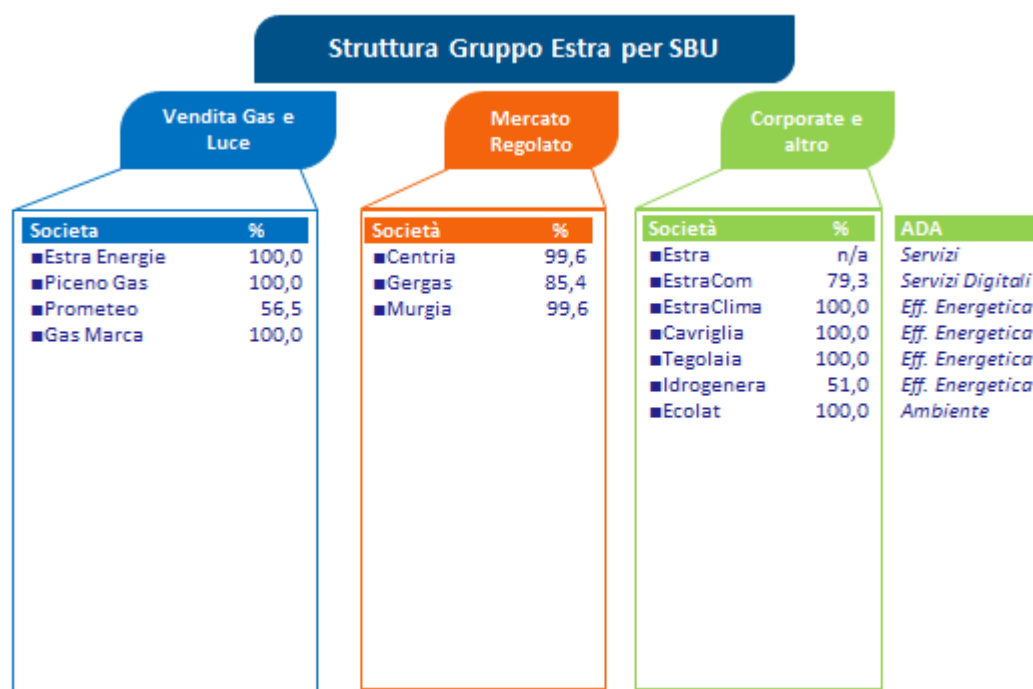 Struttura Gruppo Estra per SBU
Vendita Gas e
Luce
Mercato
Regolato
Corporate e
altro
Societa %
■Estra Energie 100,0
■Piceno Gas 100,0
■Prometeo 56,5
■Gas Marca 100,0
Società %
■Centria 99,6
■Gergas 85,4
■Murgia 99,6
Società % ADA
■Estra n/a Servizi
■EstraCom 79,3 Servizi Digitali
■EstraClima 100,0 Eff. Energetica
■Cavriglia 100,0 Eff. Energetica
■Tegolaia 100,0 Eff. Energetica
■Idrogenera 51,0 Eff. Energetica
■Ecolat 100,0 Ambiente